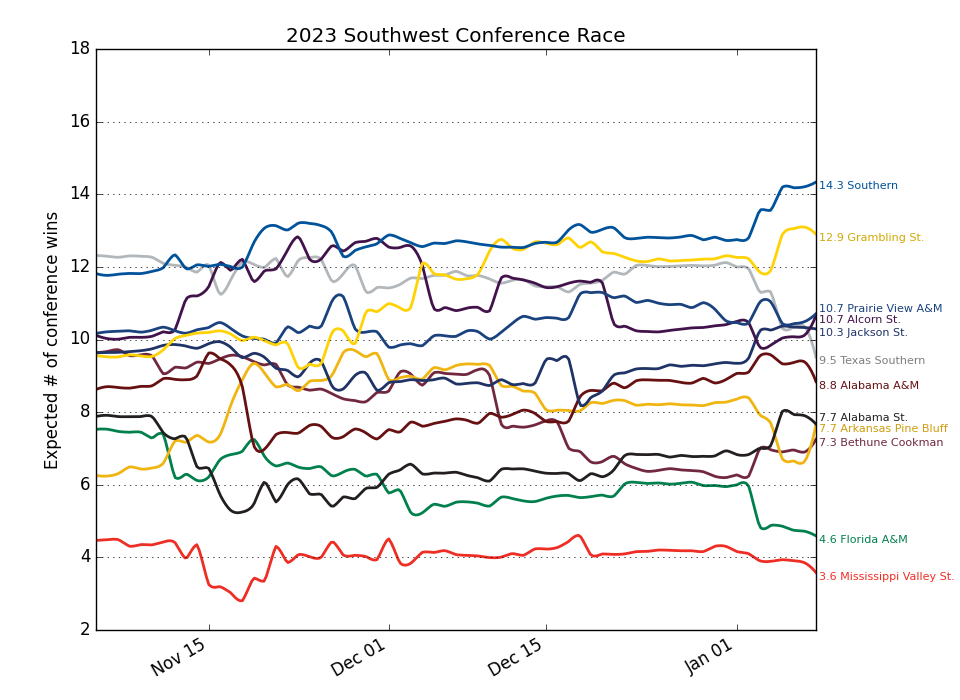 2023 Southwest Conference Race
Expected # of conference wins
18
16
14
12
10
8
6
4
2
Nov 15
Dec 01
Dec 15
Jan 01
14.3 Southern
12.9 Grambling St.
10.7 Prairie View A&M
10.7 Alcorn St.
10.3 Jackson St.
9.5 Texas Southern
8.8 Alabama A&M
7.7 Alabama St.
7.7 Arkansas Pine Bluff
7.3 Bethune Cookman
4.6 Florida A&M
3.6 Mississippi Valley St.